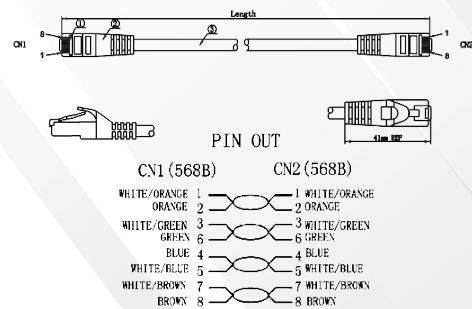 Length
8 ① ② ③ 1
CN1 CN2
1 8
41mm REF
PIN OUT
CN1(568B) CN2(568B)
WHITE/ORANGE 1 1 WHITE/ORANGE
ORANGE 2 2 ORANGE
WHITE/GREEN 3 3 WHITE/GREEN
GREEN 6 6 GREEN
BLUE 4 4 BLUE
WHITE/BLUE 5 5 WHITE/BLUE
WHITE/BROWN 7 7 WHITE/BROWN
BROWN 8 8 BROWN